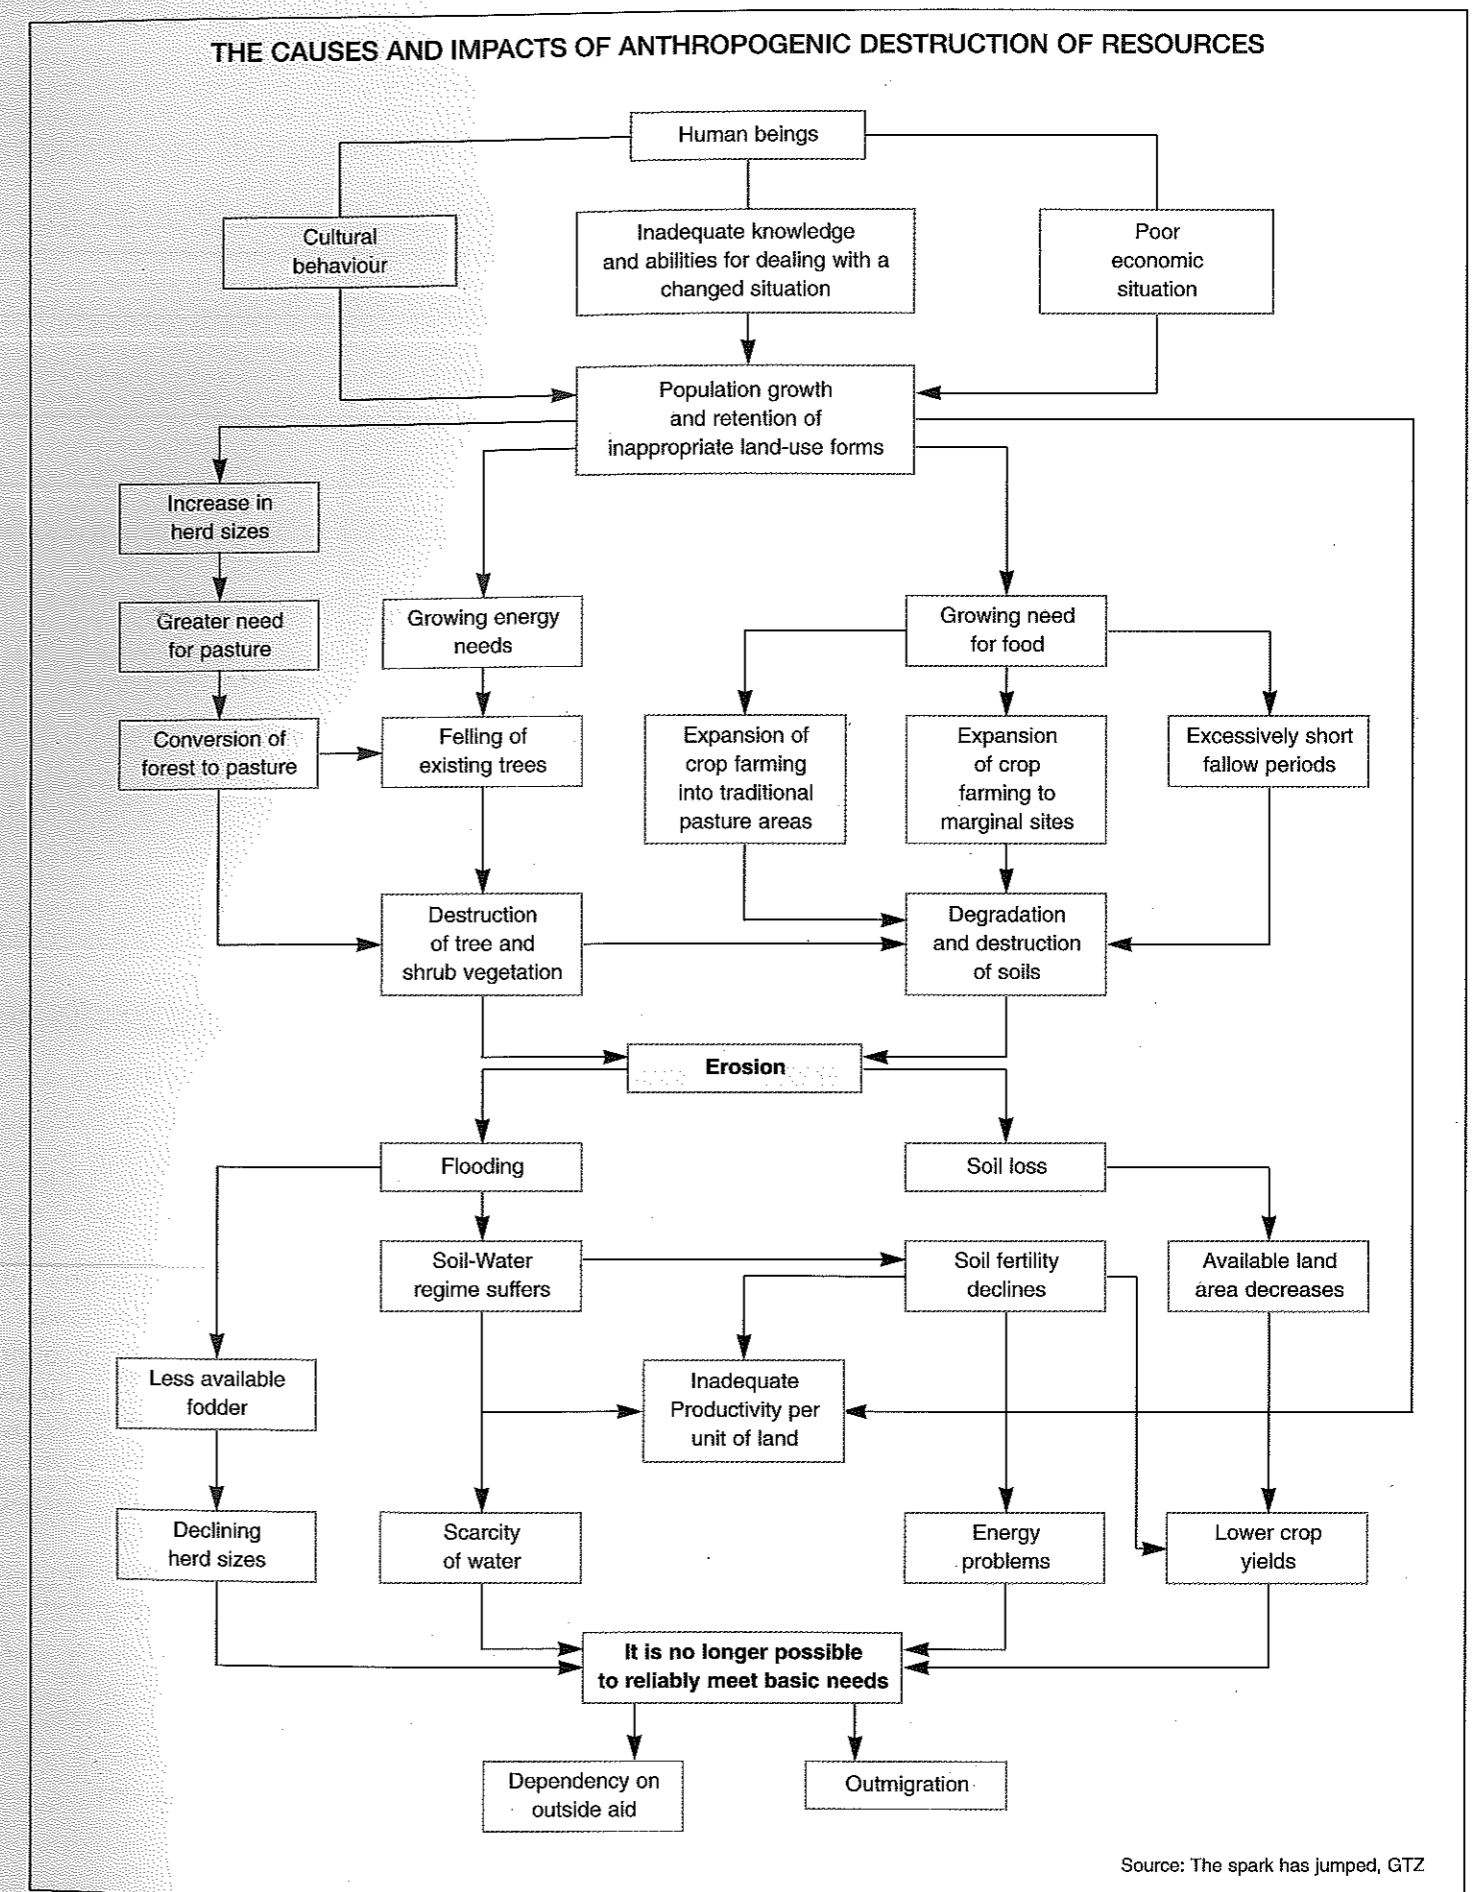 THE CAUSES AND IMPACTS OF ANTHROPOGENIC DESTRUCTION OF RESOURCES
Human beings
Cultural
behaviour
Inadequate knowledge
and abilities for dealing with a
changed situation
Poor
economic
situation
Population growth
and retention of
inappropriate land-use forms
Increase in
herd sizes
Greater need
for pasture
Growing energy
needs
Growing need
for food
Conversion of
forest to pasture
Felling of
existing trees
Expansion of
crop farming
into traditional
pasture areas
Expansion
of crop
farming to
marginal sites
Excessively short
fallow periods
Destruction
of tree and
shrub vegetation
Degradation
and destruction
of soils
Erosion
Flooding
Soil loss
Soil-Water
regime suffers
Soil fertility
declines
Available land
area decreases
Less available
fodder
Inadequate
Productivity per
unit of land
Declining
herd sizes
Scarcity
of water
Energy
problems
Lower crop
yields
It is no longer possible
to reliably meet basic needs
Dependency on
outside aid
Outmigration
Source: The spark has jumped, GTZ